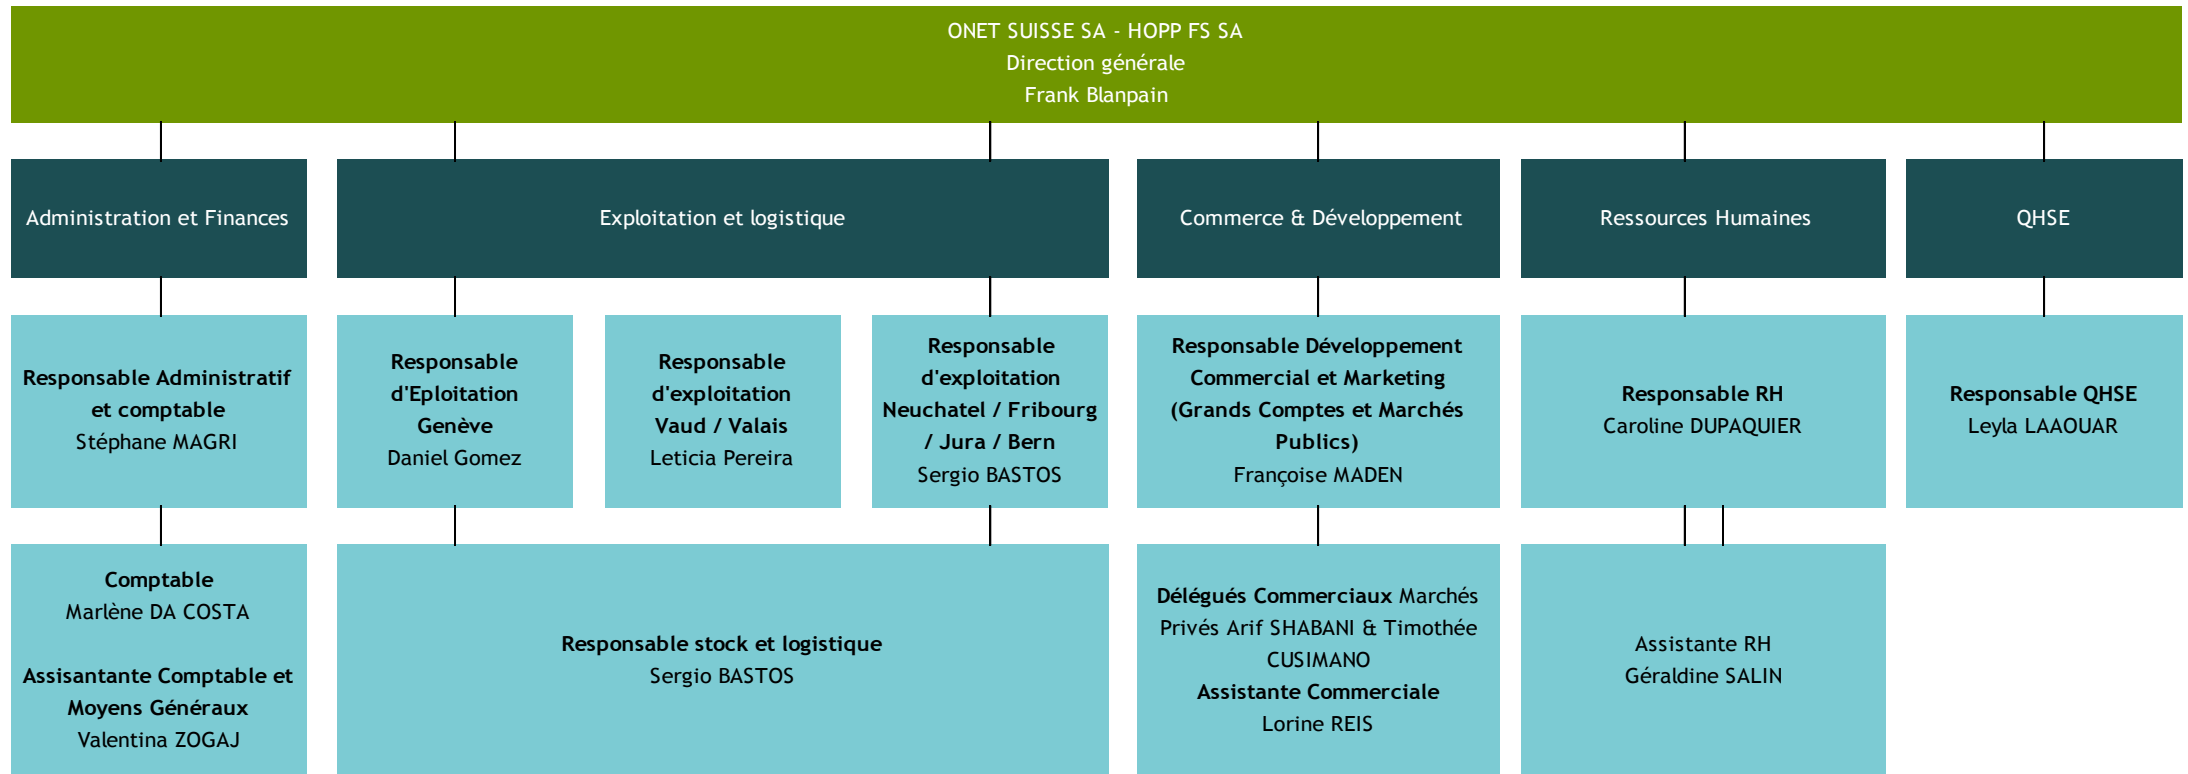 ONET SUISSE SA - HOPP FS SA
Direction générale
Frank Blanpain
Administration et Finances
Exploitation et logistique
Commerce & Développement
Ressources Humaines
QHSE
Responsable Administratif
et comptable
Stéphane MAGRI
Responsable
d'Eploitation
Genève
Daniel Gomez
Responsable
d'exploitation
Vaud / Valais
Leticia Pereira
Responsable
d'exploitation
Neuchatel / Fribourg
/ Jura / Bern
Sergio BASTOS
Responsable Développement
Commercial et Marketing
(Grands Comptes et Marchés
Publics)
Françoise MADEN
Responsable RH
Caroline DUPAQUIER
Responsable QHSE
Leyla LAAOUAR
Comptable
Marlène DA COSTA
Assisantante Comptable et
Moyens Généraux
Valentina ZOGAJ
Responsable stock et logistique
Sergio BASTOS
Délégués Commerciaux Marchés
Privés Arif SHABANI & Timothée
CUSIMANO
Assistante Commerciale
Lorine REIS
Assistante RH
Géraldine SALIN